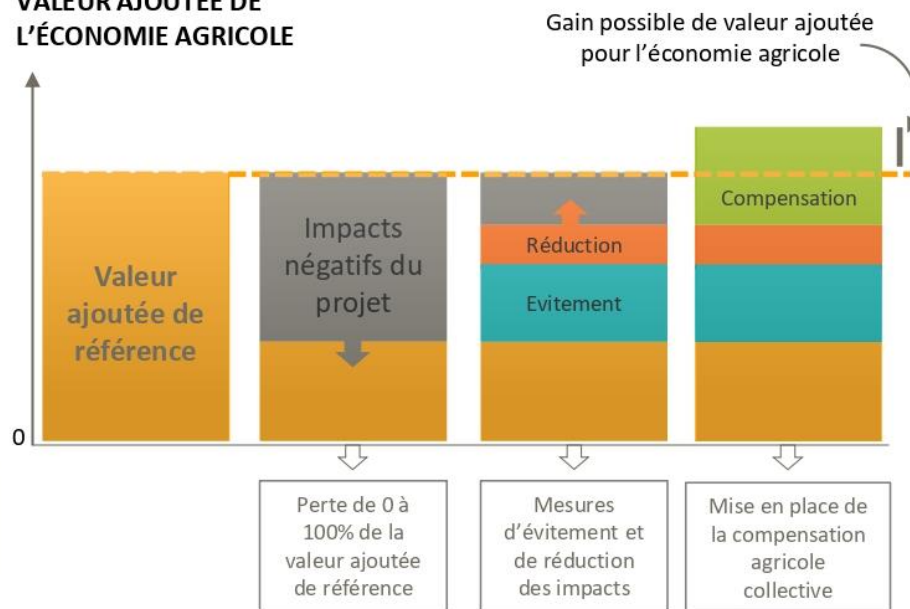 VALEUR AJOUTÉE DE
L'ÉCONOMIE AGRICOLE
Gain possible de valeur ajoutée
pour l'économie agricole
Valeur
ajoutée de
référence
Impacts
négatifs du
projet
Réduction
Evitement
Compensation
0
Perte de 0 à
100% de la
valeur ajoutée
de référence
Mesures
d'évitement et
de réduction
des impacts
Mise en place de
la compensation
agricole
collective